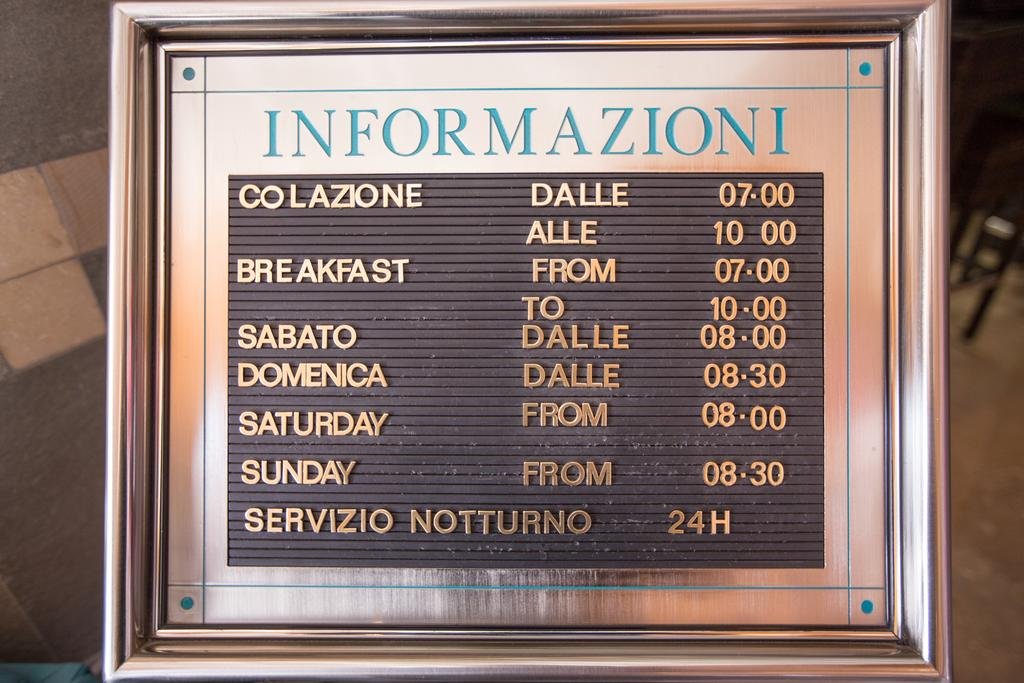 INFORMAZIONI
COLAZIONE DALLE 07·00
ALLE 10 00
BREAKFAST FROM 07·00
TO 10·00
SABATO DALLE 08·00
DOMENICA DALLE 08·30
SATURDAY FROM 08·00
SUNDAY FROM 08·30
SERVIZIO NOTTURNO 24H